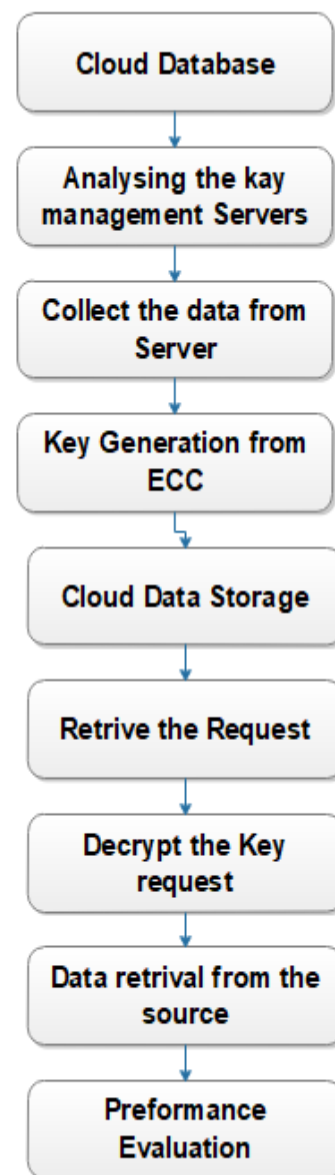 Cloud Database
Analysing the kay
management Servers
Collect the data from
Server
Key Generation from
ECC
Cloud Data Storage
Retrive the Request
Decrypt the Key
request
Data retrival from the
source
Preformance
Evaluation